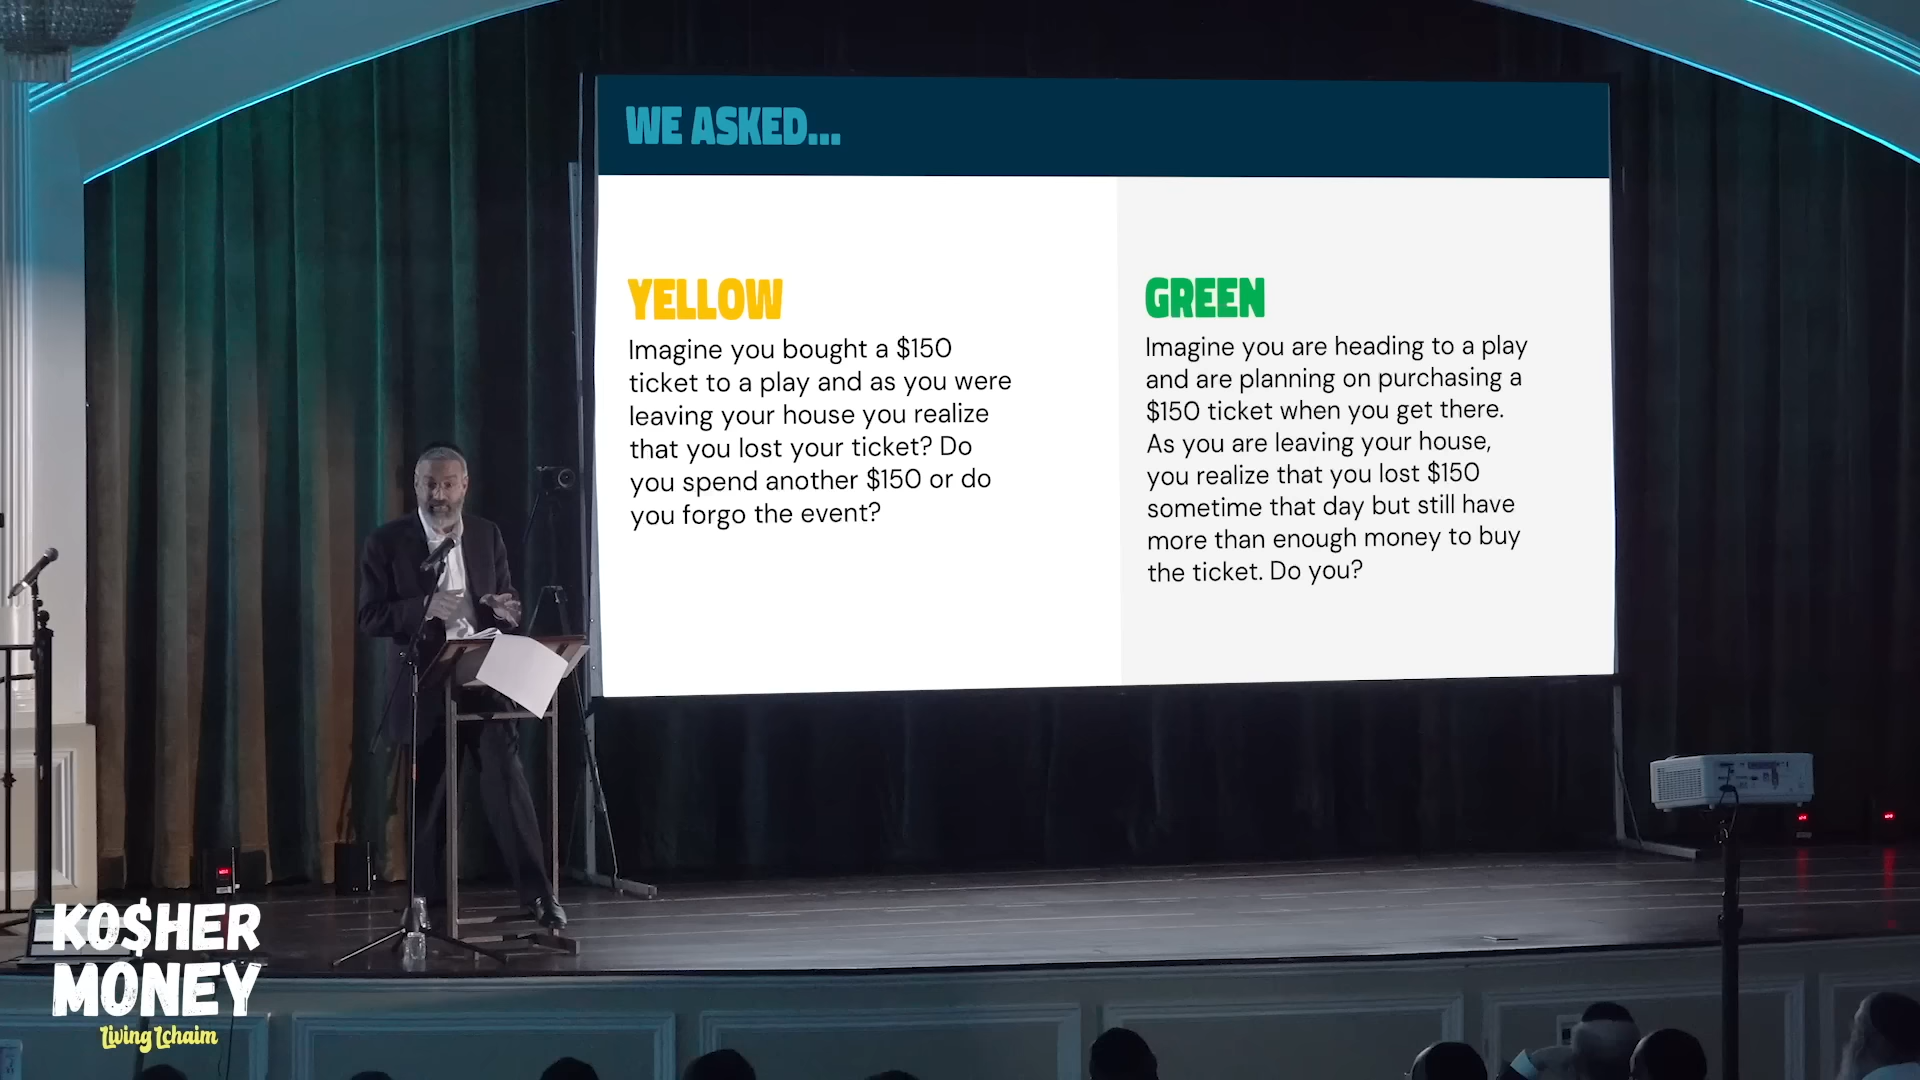 WE ASKED...
YELLOW
Imagine you bought a $150
ticket to a play and as you were
leaving your house you realize
that you lost your ticket? Do
you spend another $150 or do
you forgo the event?
GREEN
Imagine you are heading to a play
and are planning on purchasing a
$150 ticket when you get there.
As you are leaving your house,
you realize that you lost $150
sometime that day but still have
more than enough money to buy
the ticket. Do you?
KO$HER
MONEY
Living Lchaim